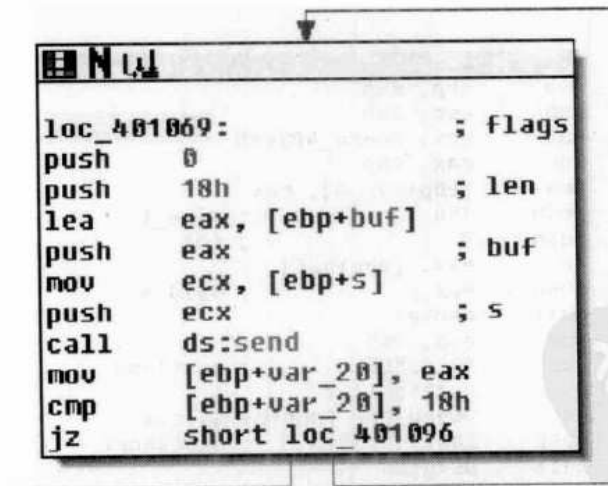 loc_401069: ; flags
push 0
push 18h ; len
lea eax, [ebp+buf]
push eax ; buf
mov ecx, [ebp+s]
push ecx ; s
call ds:send
mov [ebp+var_20], eax
cmp [ebp+var_20], 18h
jz short loc_401096